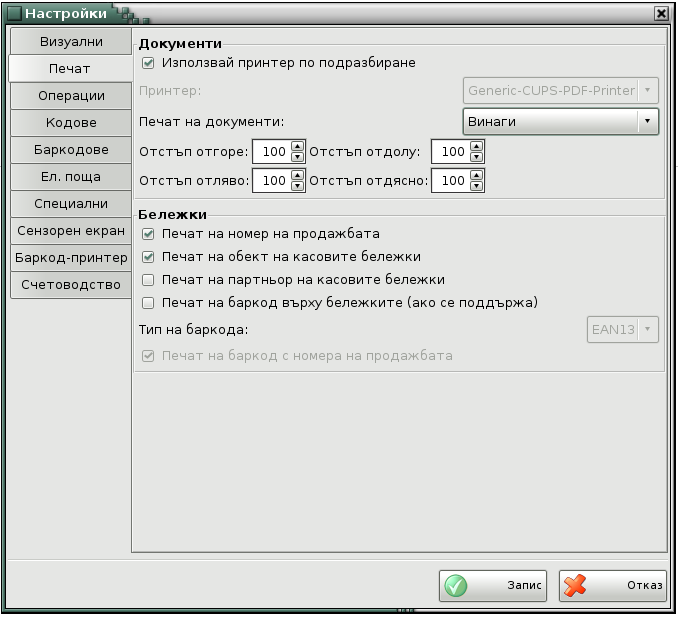 Настройки
Визуални
Печат
Операции
Кодове
Баркодове
Ел. поща
Специални
Сензорен екран
Баркод-принтер
Счетоводство
Документи
Използвай принтер по подразбиране
Принтер: Generic-CUPS-PDF-Printer
Печат на документи: Винаги
Отстъп отгоре: 100 Отстъп отдолу: 100
Отстъп отляво: 100 Отстъп отдясно: 100
Бележки
Печат на номер на продажбата
Печат на обект на касовите бележки
Печат на партньор на касовите бележки
Печат на баркод върху бележките (ако се поддържа)
Тип на баркода: EAN13
Печат на баркод с номера на продажбата
Запис Отказ